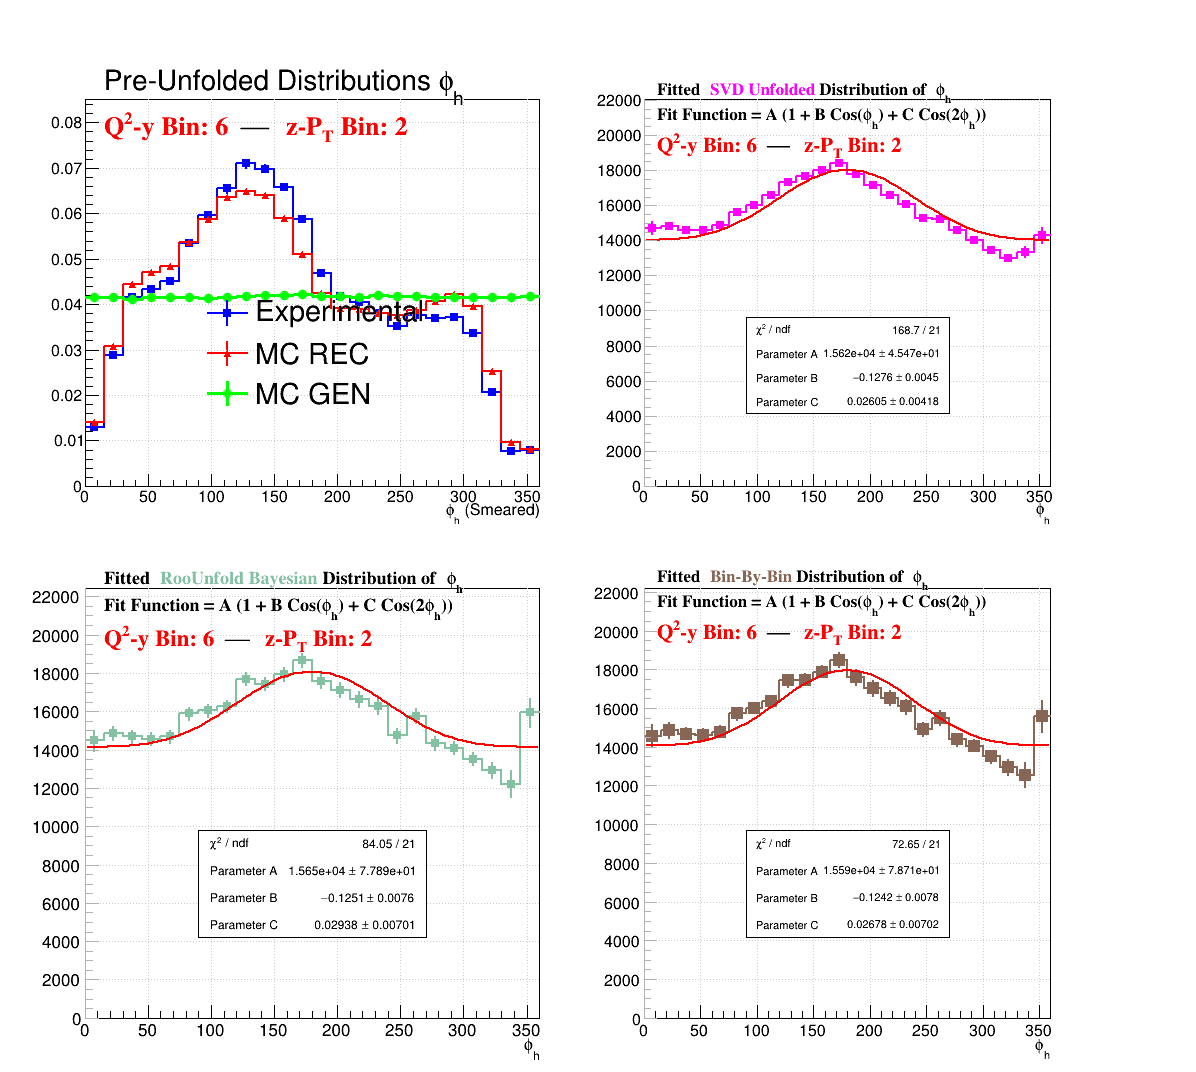 Pre-Unfolded Distributions ϕh
Q²-y Bin: 6 — z-PT Bin: 2
0.08
0.07
0.06
0.05
0.04
0.03
0.02
0.01
0
Experimental
MC REC
MC GEN
0 50 100 150 200 250 300 350
ϕh (Smeared)
Fitted SVD Unfolded Distribution of ϕh
Fit Function = A (1 + B Cos(ϕh) + C Cos(2ϕh))
Q²-y Bin: 6 — z-PT Bin: 2
22000
20000
18000
16000
14000
12000
10000
8000
6000
4000
2000
0
χ² / ndf 168.7 / 21
Parameter A 1.562e+04 ± 4.547e+01
Parameter B −0.1276 ± 0.0045
Parameter C 0.02605 ± 0.00418
0 50 100 150 200 250 300 350
ϕh
Fitted RooUnfold Bayesian Distribution of ϕh
Fit Function = A (1 + B Cos(ϕh) + C Cos(2ϕh))
Q²-y Bin: 6 — z-PT Bin: 2
22000
20000
18000
16000
14000
12000
10000
8000
6000
4000
2000
0
χ² / ndf 84.05 / 21
Parameter A 1.565e+04 ± 7.789e+01
Parameter B −0.1251 ± 0.0076
Parameter C 0.02938 ± 0.00701
0 50 100 150 200 250 300 350
ϕh
Fitted Bin-By-Bin Distribution of ϕh
Fit Function = A (1 + B Cos(ϕh) + C Cos(2ϕh))
Q²-y Bin: 6 — z-PT Bin: 2
22000
20000
18000
16000
14000
12000
10000
8000
6000
4000
2000
0
χ² / ndf 72.65 / 21
Parameter A 1.559e+04 ± 7.871e+01
Parameter B −0.1242 ± 0.0078
Parameter C 0.02678 ± 0.00702
0 50 100 150 200 250 300 350
ϕh